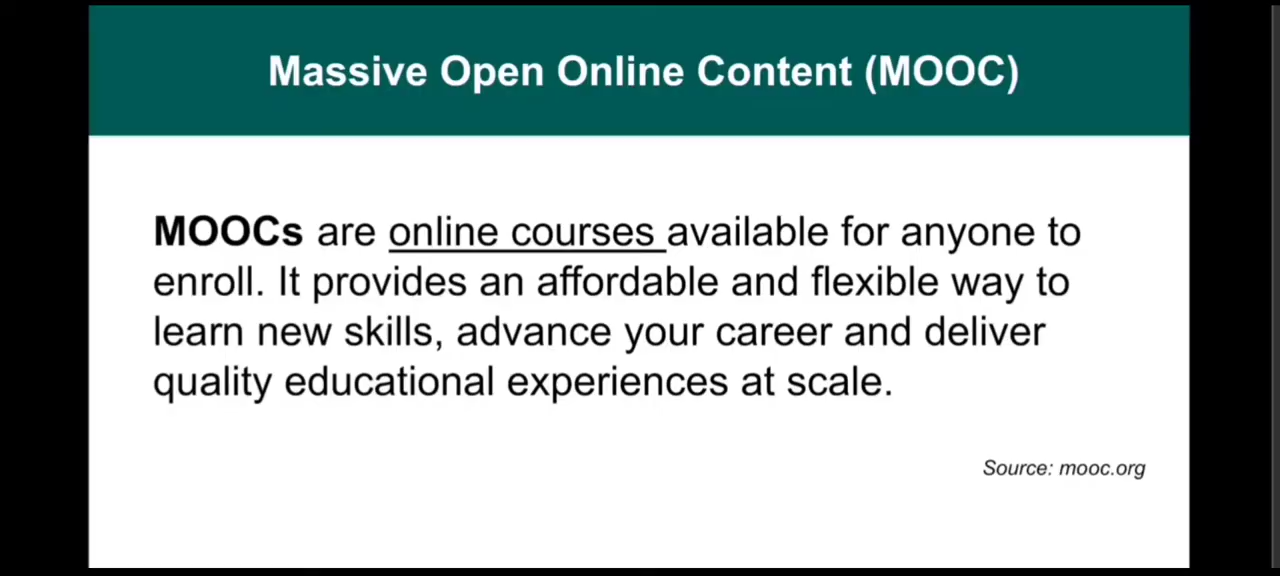 Massive Open Online Content (MOOC)
MOOCs are online courses available for anyone to
enroll. It provides an affordable and flexible way to
learn new skills, advance your career and deliver
quality educational experiences at scale.
Source: mooc.org